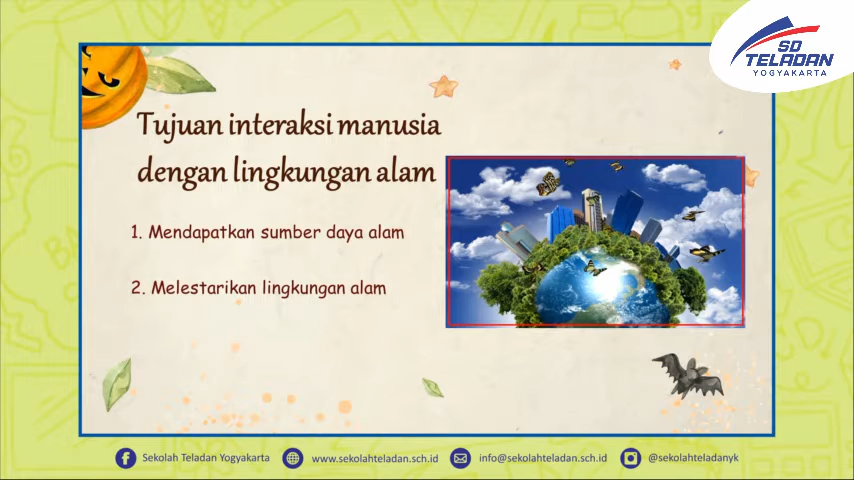 SD
TELADAN
YOGYAKARTA
Tujuan interaksi manusia
dengan lingkungan alam
1. Mendapatkan sumber daya alam
2. Melestarikan lingkungan alam
Sekolah Teladan Yogyakarta
www.sekolahteladan.sch.id
info@sekolahteladan.sch.id
@sekolahteladanyk